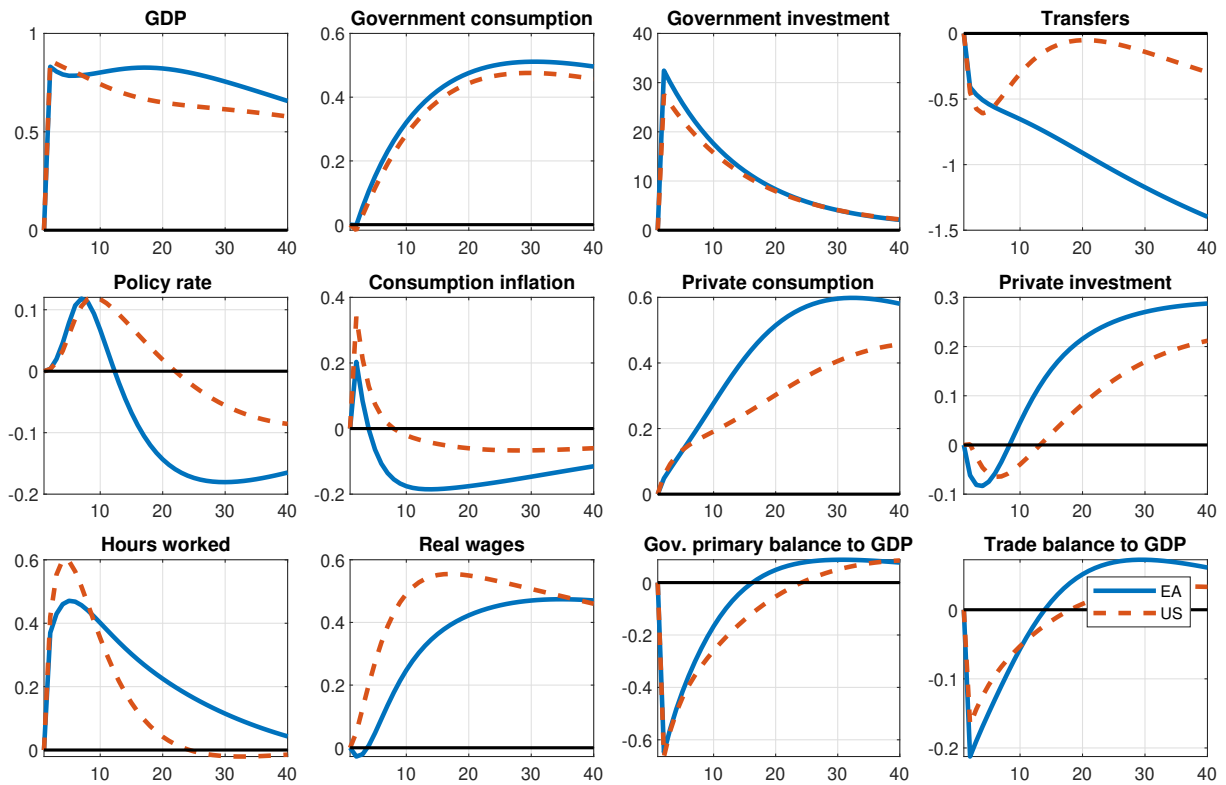 GDP
Government consumption
Government investment
Transfers
1
0.5
0
10 20 30 40
0.6
0.4
0.2
0
10 20 30 40
40
30
20
10
0
10 20 30 40
0
-0.5
-1
-1.5
10 20 30 40
Policy rate
Consumption inflation
Private consumption
Private investment
0.1
0
-0.1
-0.2
10 20 30 40
0.4
0.2
0
-0.2
10 20 30 40
0.6
0.4
0.2
0
10 20 30 40
0.3
0.2
0.1
0
-0.1
10 20 30 40
Hours worked
Real wages
Gov. primary balance to GDP
Trade balance to GDP
0.6
0.4
0.2
0
10 20 30 40
0.6
0.4
0.2
0
10 20 30 40
0
-0.2
-0.4
-0.6
10 20 30 40
0
-0.1
-0.2
10 20 30 40
EA
US